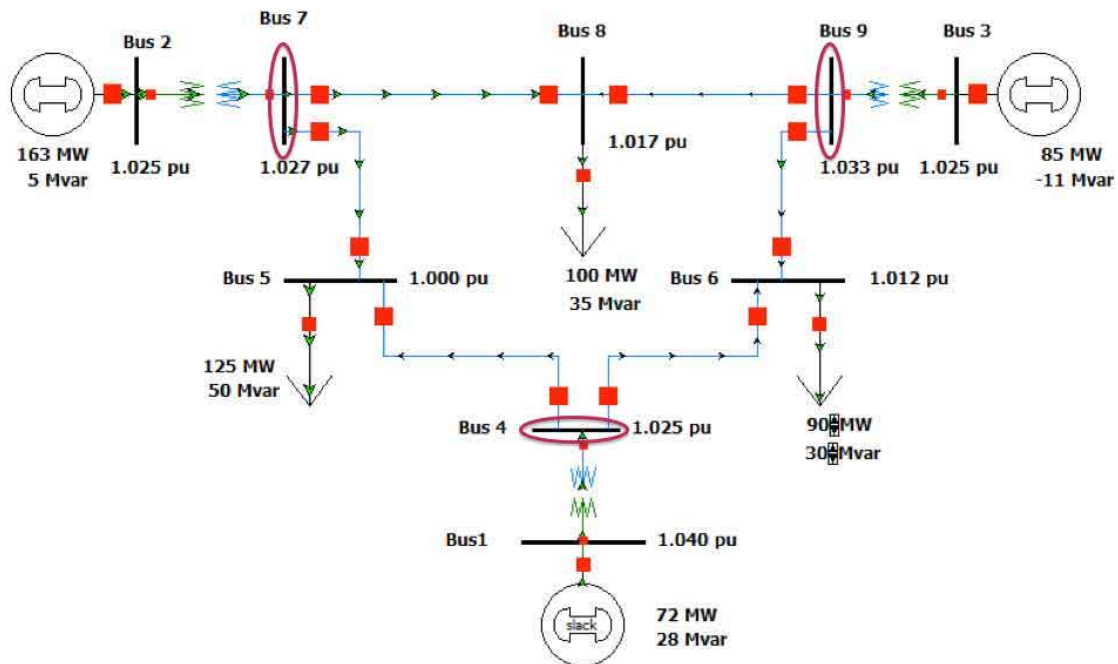 Bus 7
Bus 2
Bus 8
Bus 9
Bus 3
163 MW
5 Mvar
1.025 pu
1.027 pu
1.017 pu
1.033 pu
1.025 pu
85 MW
-11 Mvar
Bus 5
1.000 pu
100 MW
35 Mvar
Bus 6
1.012 pu
125 MW
50 Mvar
Bus 4
1.025 pu
90 MW
30 Mvar
Bus1
1.040 pu
slack
72 MW
28 Mvar